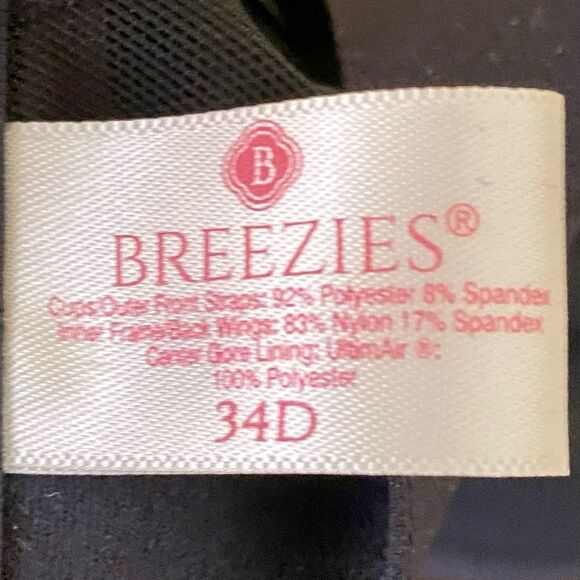 B
BREEZIES®
Cups/Outer Front Straps: 92% Polyester 8% Spandex
Inner Frame/Back Wings: 83% Nylon 17% Spandex
Center Gore Lining: UltimAir ®:
100% Polyester
34D